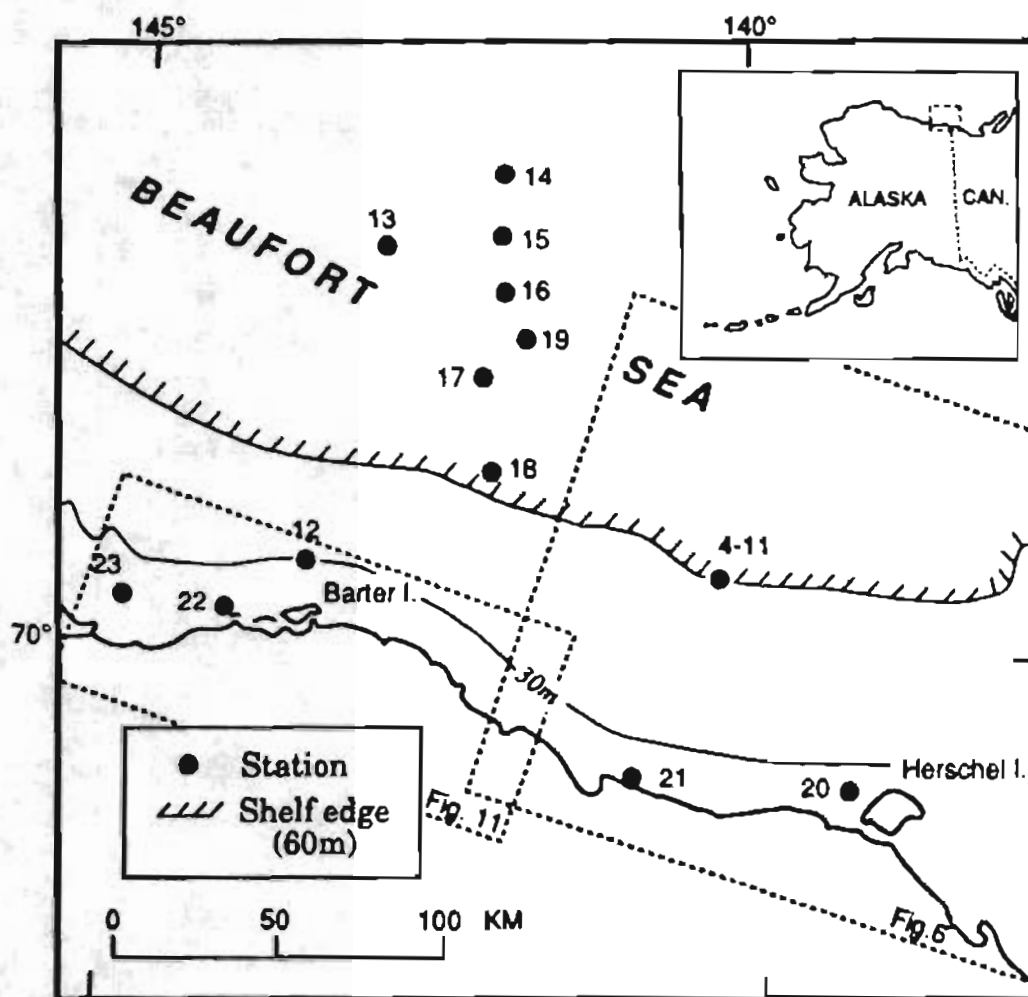 145°
140°
BEAUFORT
SEA
ALASKA
CAN.
14
13
15
16
19
17
18
12
4-11
23
22
Barter I.
70°
30m
21
20
Herschel I.
Station
Shelf edge
(60m)
Fig. 11
Fig.6
0 50 100 KM